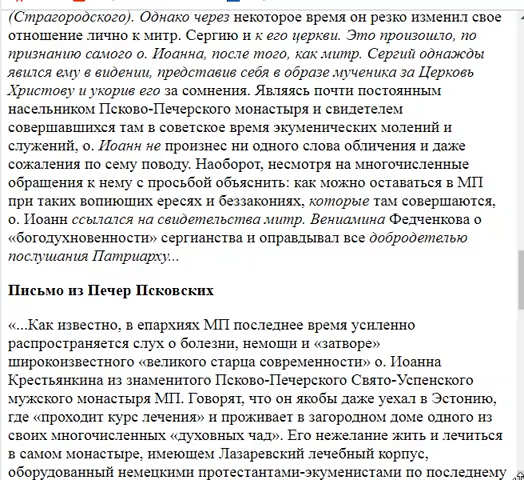 (Страгородского). Однако через некоторое время он резко изменил свое
отношение лично к митр. Сергию и к его церкви. Это произошло, по
признанию самого о. Иоанна, после того, как митр. Сергий однажды
явился ему в видении, представив себя в образе мученика за Церковь
Христову и укорив его за сомнения. Являясь почти постоянным
насельником Псково-Печерского монастыря и свидетелем
совершавшихся там в советское время экуменических молений и
служений, о. Иоанн не произнес ни одного слова обличения и даже
сожаления по сему поводу. Наоборот, несмотря на многочисленные
обращения к нему с просьбой объяснить: как можно оставаться в МП
при таких вопиющих ересях и беззакониях, которые там совершаются,
о. Иоанн ссылался на свидетельства митр. Вениамина Федченкова о
«богодухновенности» сергианства и оправдывал все добродетелью
послушания Патриарху...
Письмо из Печер Псковских
«...Как известно, в епархиях МП последнее время усиленно
распространяется слух о болезни, немощи и «затворе»
широкоизвестного «великого старца современности» о. Иоанна
Крестьянкина из знаменитого Псково-Печерского Свято-Успенского
мужского монастыря МП. Говорят, что он якобы даже уехал в Эстонию,
где «проходит курс лечения» и проживает в загородном доме одного из
своих многочисленных «духовных чад». Его нежелание жить и лечиться
в самом монастыре, имеющем Лазаревский лечебный корпус,
оборудованный немецкими протестантами-экуменистами по последнему